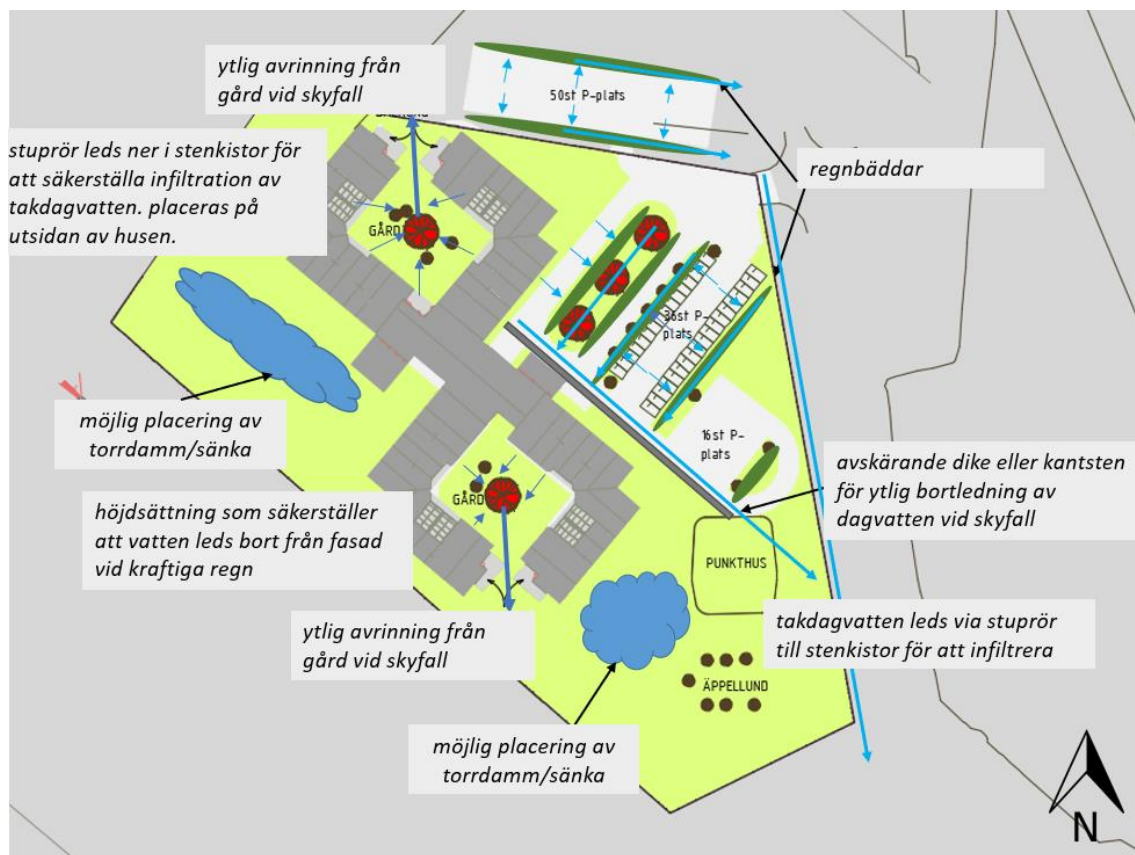 ytlig avrinning från
gård vid skyfall
50st P-plats
stuprör leds ner i stenkistor för
att säkerställa infiltration av
takdagvatten. placeras på
utsidan av husen.
regnbäddar
GÅRD
36st P-
plats
möjlig placering av
torrdamm/sänka
16st P-
plats
avskärande dike eller kantsten
för ytlig bortledning av
dagvatten vid skyfall
höjdsättning som säkerställer
att vatten leds bort från fasad
vid kraftiga regn
GÅRD
PUNKTHUS
ytlig avrinning från
gård vid skyfall
takdagvatten leds via stuprör
till stenkistor för att infiltrera
ÄPPELLUND
möjlig placering av
torrdamm/sänka
N